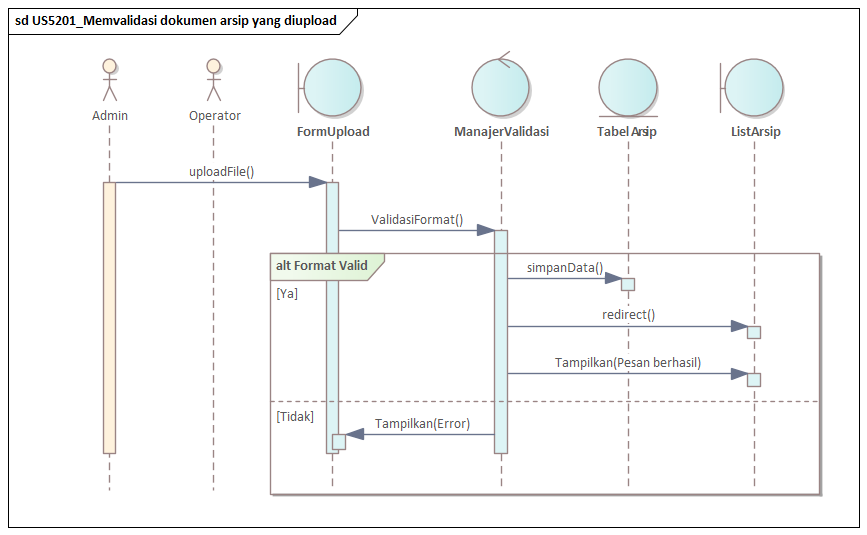 sd US5201_Memvalidasi dokumen arsip yang diupload
Admin
Operator
FormUpload
ManajerValidasi
Tabel Arsip
ListArsip
uploadFile()
ValidasiFormat()
alt Format Valid
simpanData()
[Ya]
redirect()
Tampilkan(Pesan berhasil)
[Tidak]
Tampilkan(Error)